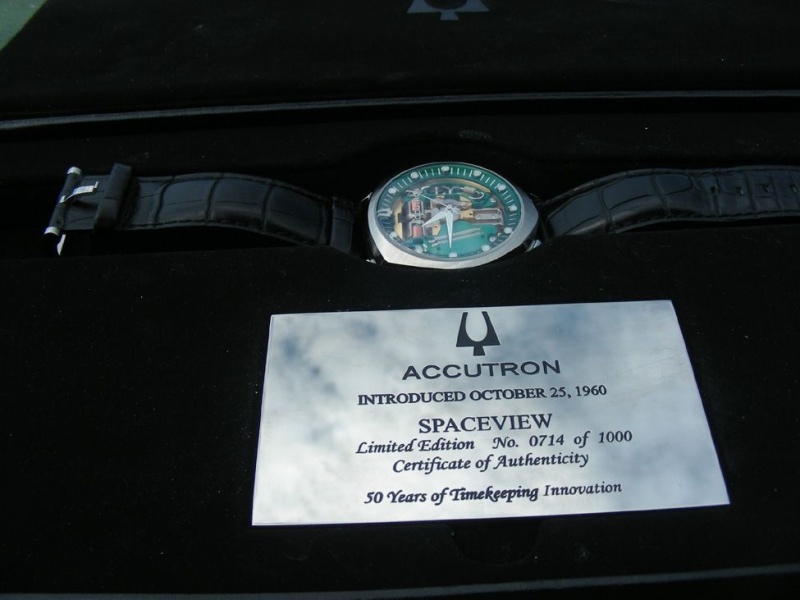 ACCUTRON
INTRODUCED OCTOBER 25, 1960
SPACEVIEW
Limited Edition No. 0714 of 1000
Certificate of Authenticity
50 Years of Timekeeping Innovation